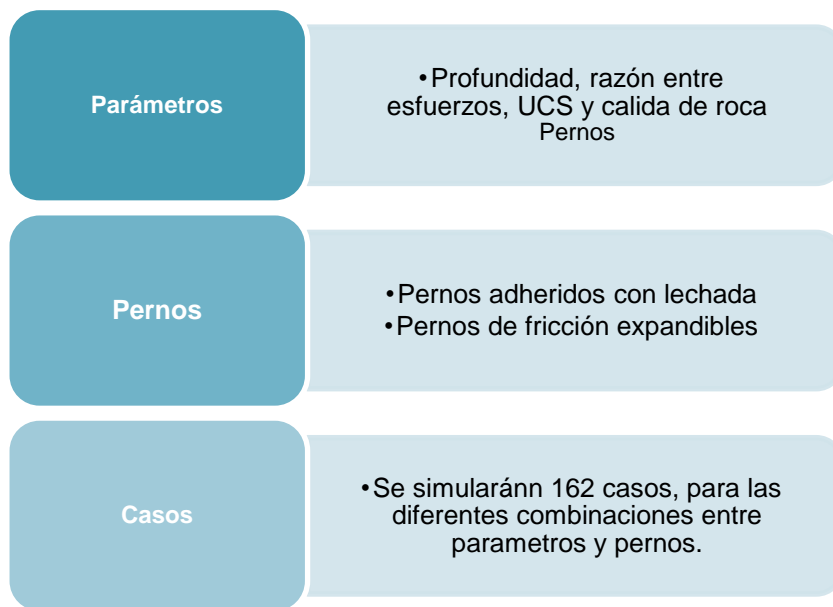 Parámetros
•Profundidad, razón entre
esfuerzos, UCS y calida de roca
Pernos
Pernos
•Pernos adheridos con lechada
•Pernos de fricción expandibles
Casos
•Se simularánn 162 casos, para las
diferentes combinaciones entre
parametros y pernos.